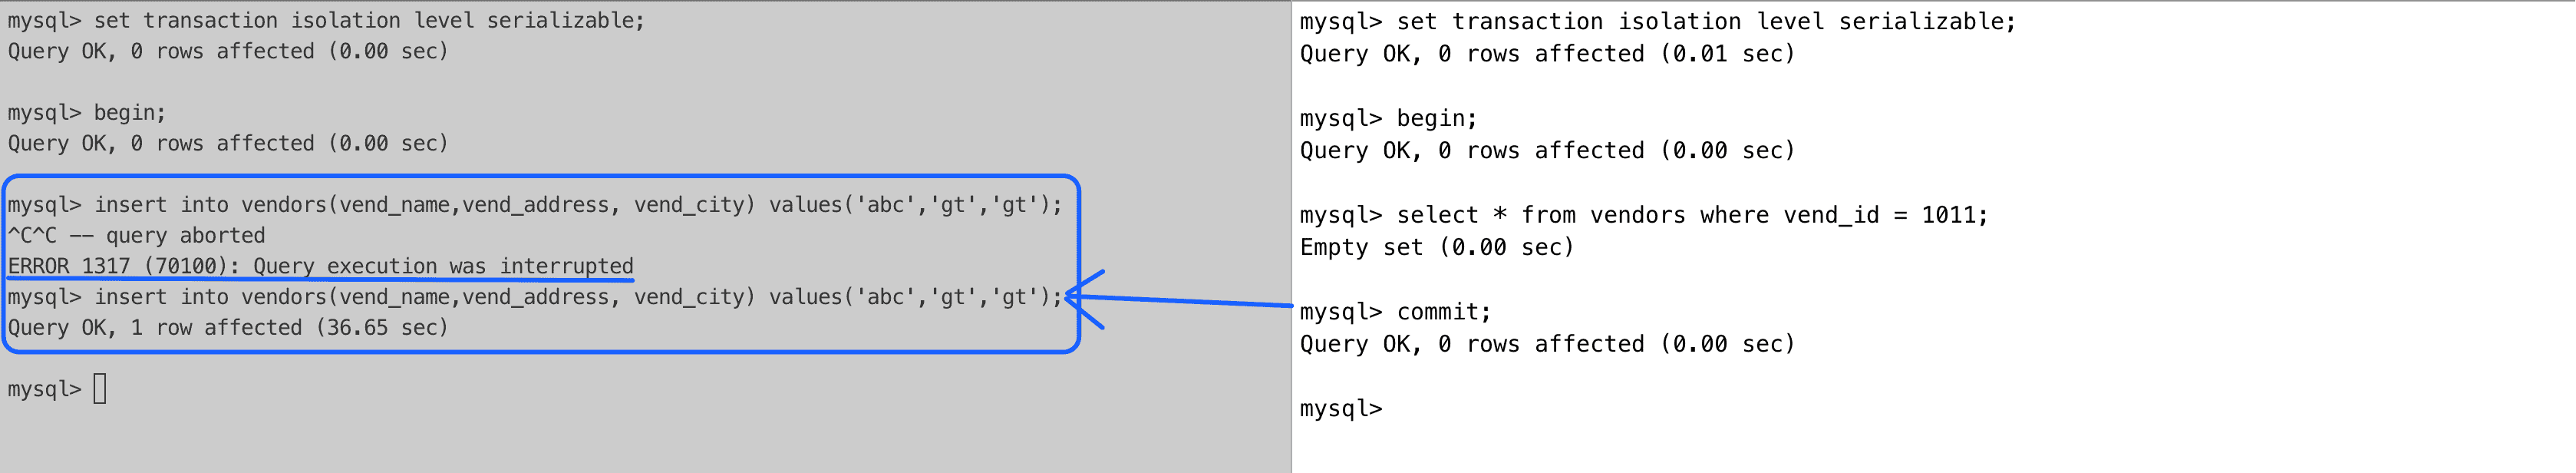 mysql> set transaction isolation level serializable;
Query OK, 0 rows affected (0.00 sec)
mysql> begin;
Query OK, 0 rows affected (0.00 sec)
mysql> insert into vendors(vend_name,vend_address, vend_city) values('abc','gt','gt');
^C^C -- query aborted
ERROR 1317 (70100): Query execution was interrupted
mysql> insert into vendors(vend_name,vend_address, vend_city) values('abc','gt','gt');
Query OK, 1 row affected (36.65 sec)
mysql>
mysql> set transaction isolation level serializable;
Query OK, 0 rows affected (0.01 sec)
mysql> begin;
Query OK, 0 rows affected (0.00 sec)
mysql> select * from vendors where vend_id = 1011;
Empty set (0.00 sec)
mysql> commit;
Query OK, 0 rows affected (0.00 sec)
mysql>